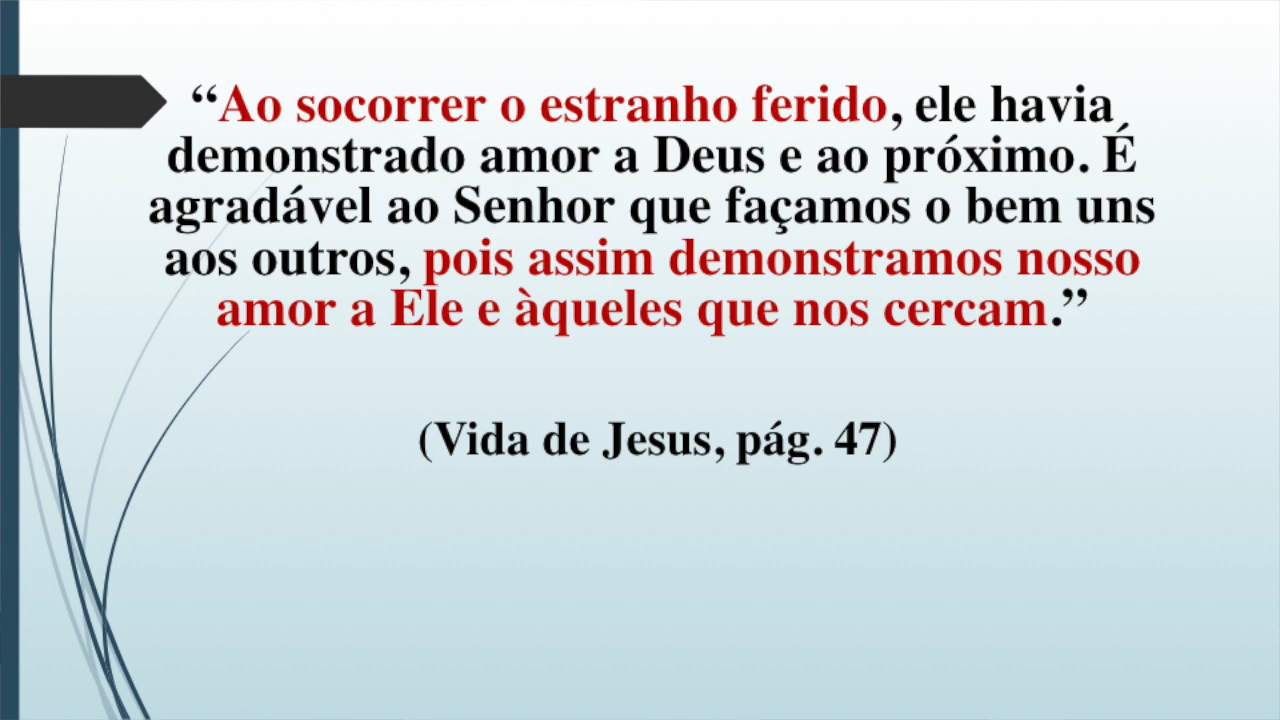 “Ao socorrer o estranho ferido, ele havia
demonstrado amor a Deus e ao próximo. É
agradável ao Senhor que façamos o bem uns
aos outros, pois assim demonstramos nosso
amor a Ele e àqueles que nos cercam.”
(Vida de Jesus, pág. 47)